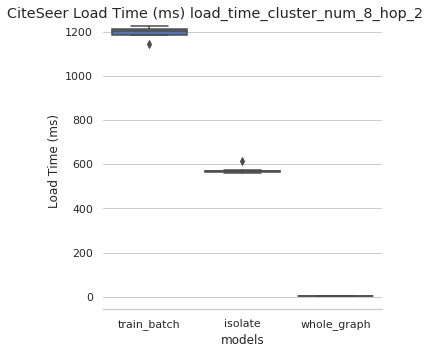 CiteSeer Load Time (ms) load_time_cluster_num_8_hop_2
1200
1000
800
600
400
200
0
Load Time (ms)
train_batch isolate whole_graph
models